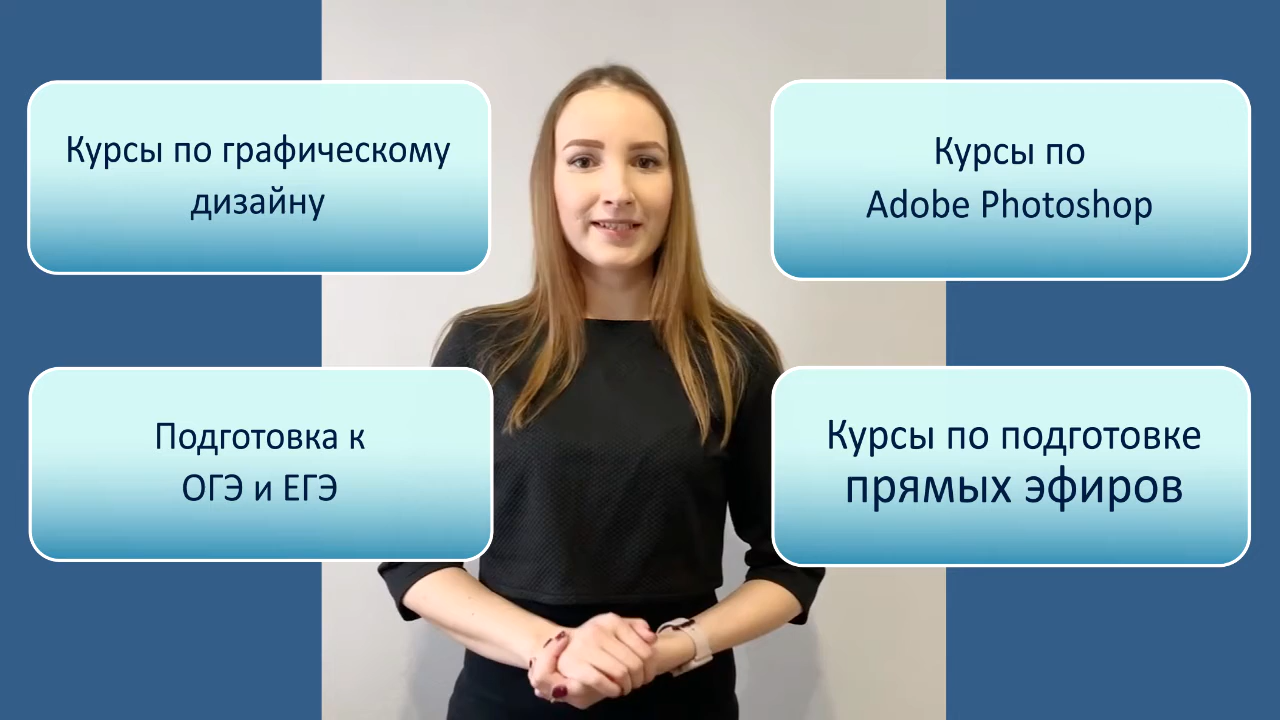 Курсы по графическому
дизайну
Курсы по
Adobe Photoshop
Подготовка к
ОГЭ и ЕГЭ
Курсы по подготовке
прямых эфиров